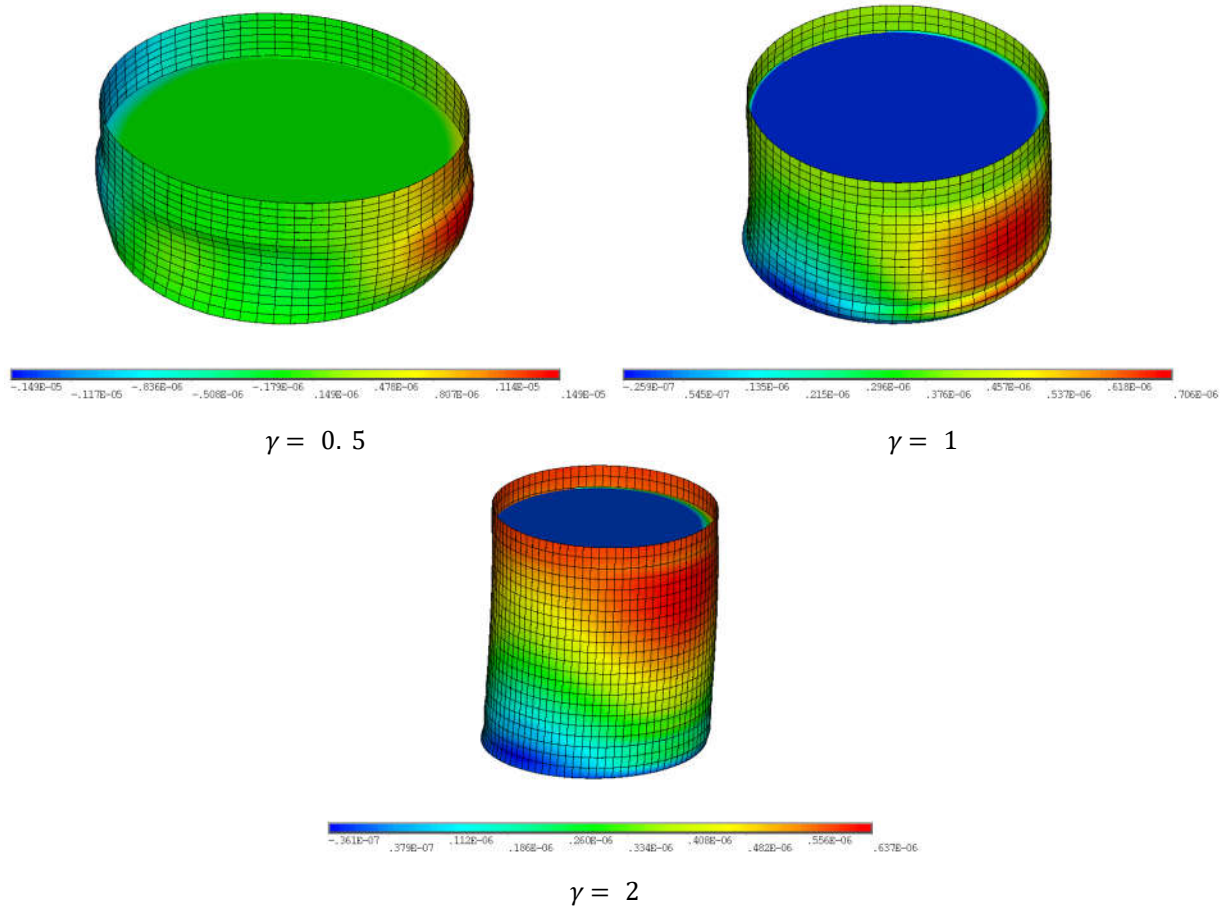 -.149E-05 -.836E-06 -.179E-06 .478E-06 .114E-05
-.117E-05 -.508E-06 .149E-06 .807E-06 .149E-05
-.259E-07 .135E-06 .296E-06 .457E-06 .618E-06
.545E-07 .215E-06 .376E-06 .537E-06 .706E-06
γ = 0. 5
γ = 1
-.361E-07 .112E-06 .260E-06 .408E-06 .556E-06
.379E-07 .186E-06 .334E-06 .482E-06 .637E-06
γ = 2